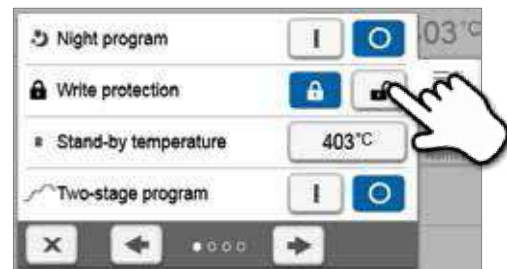 Night program
03°C
Write protection
Stand-by temperature
403°C
Two-stage program